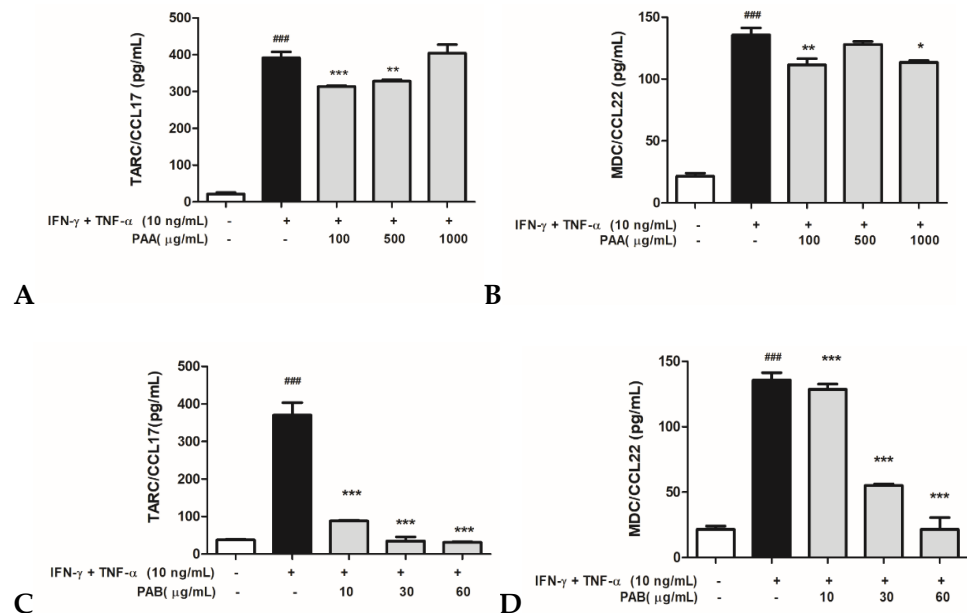 A
TARC/CCL17 (pg/mL)
500
400
300
200
100
0
###
***
**
IFN-γ + TNF-α (10 ng/mL) - + + + +
PAA( μg/mL) - - 100 500 1000
B
MDC/CCL22 (pg/mL)
150
100
50
0
###
**
*
IFN-γ + TNF-α (10 ng/mL) - + + + +
PAA( μg/mL) - - 100 500 1000
C
TARC/CCL17(pg/mL)
500
400
300
200
100
0
###
***
***
***
IFN-γ + TNF-α (10 ng/mL) - + + + +
PAB( μg/mL) - - 10 30 60
D
MDC/CCL22 (pg/mL)
150
100
50
0
###
***
***
***
IFN-γ + TNF-α (10 ng/mL) - + + + +
PAB( μg/mL) - - 10 30 60